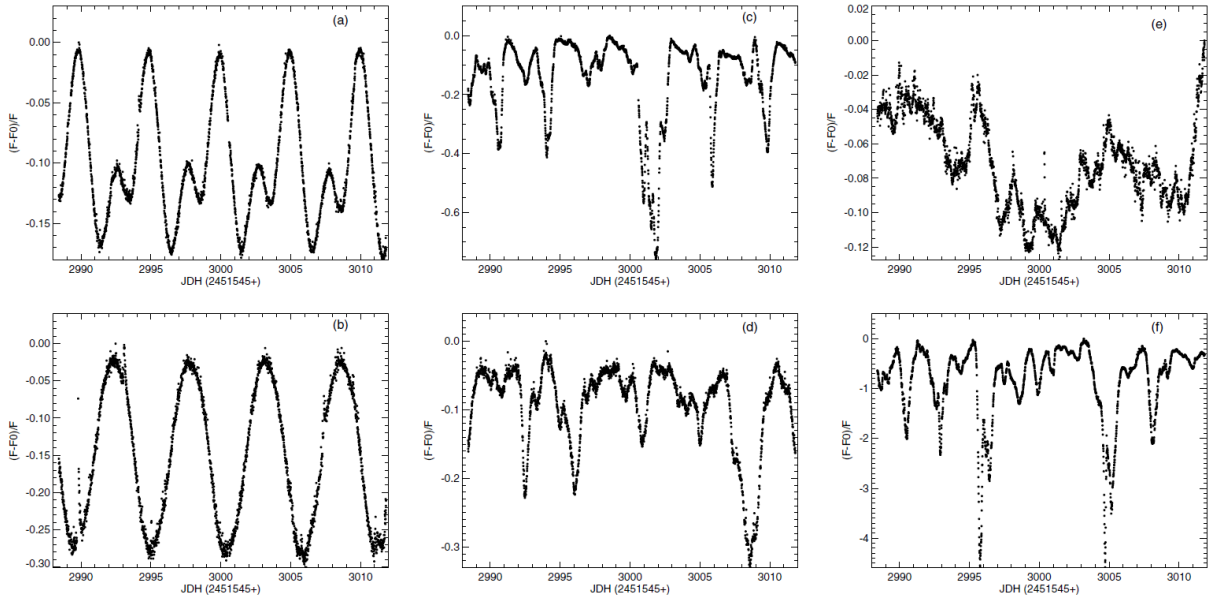 (a)
0.00
-0.05
-0.10
-0.15
(F-F0)/F
2990 2995 3000 3005 3010
JDH (2451545+)
(c)
0.0
-0.2
-0.4
-0.6
(F-F0)/F
2990 2995 3000 3005 3010
JDH (2451545+)
(e)
0.02
0.00
-0.02
-0.04
-0.06
-0.08
-0.10
-0.12
(F-F0)/F
2990 2995 3000 3005 3010
JDH (2451545+)
(b)
0.00
-0.05
-0.10
-0.15
-0.20
-0.25
-0.30
(F-F0)/F
2990 2995 3000 3005 3010
JDH (2451545+)
(d)
0.0
-0.1
-0.2
-0.3
(F-F0)/F
2990 2995 3000 3005 3010
JDH (2451545+)
(f)
0
-1
-2
-3
-4
(F-F0)/F
2990 2995 3000 3005 3010
JDH (2451545+)